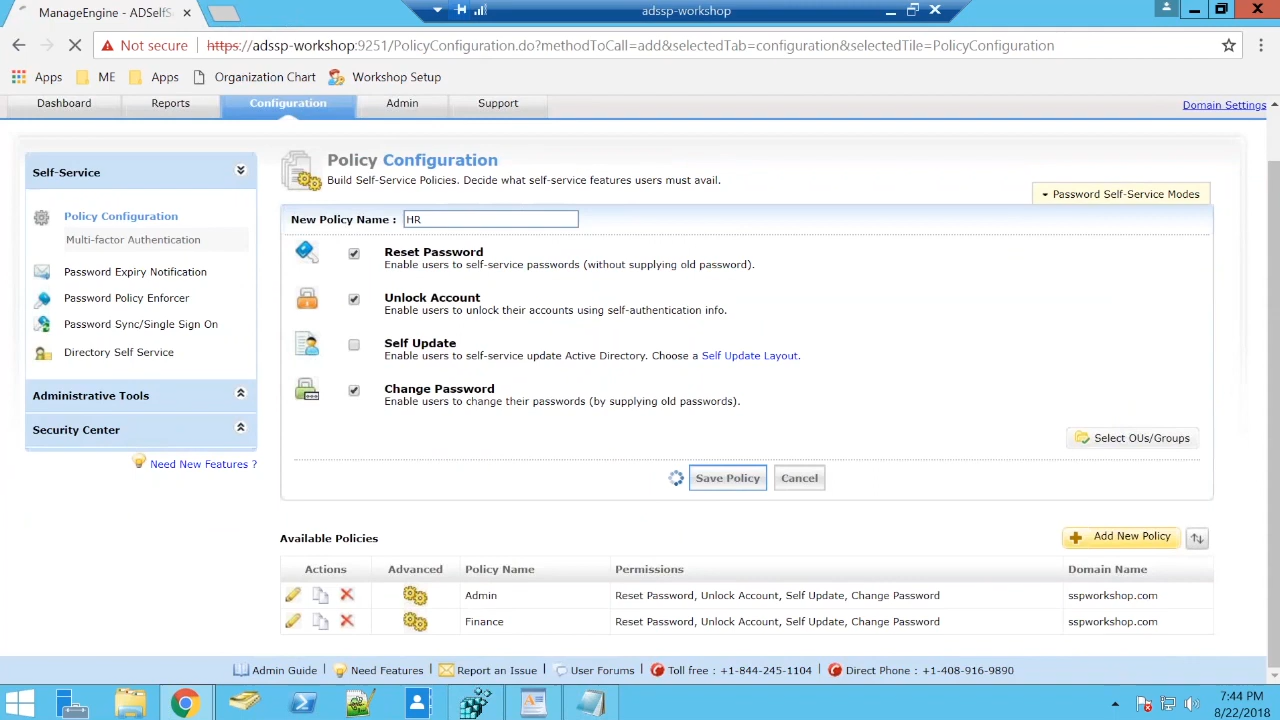 ManageEngine - ADSelfS
adssp-workshop
Not secure
https://adssp-workshop:9251/PolicyConfiguration.do?methodToCall=add&selectedTab=configuration&selectedTile=PolicyConfiguration
Apps
ME
Apps
Organization Chart
Workshop Setup
Dashboard
Reports
Configuration
Admin
Support
Domain Settings
Self-Service
Policy Configuration
Multi-factor Authentication
Password Expiry Notification
Password Policy Enforcer
Password Sync/Single Sign On
Directory Self Service
Administrative Tools
Security Center
Need New Features ?
Policy Configuration
Build Self-Service Policies. Decide what self-service features users must avail.
Password Self-Service Modes
New Policy Name : HR
Reset Password
Enable users to self-service passwords (without supplying old password).
Unlock Account
Enable users to unlock their accounts using self-authentication info.
Self Update
Enable users to self-service update Active Directory. Choose a Self Update Layout.
Change Password
Enable users to change their passwords (by supplying old passwords).
Select OUs/Groups
Save Policy
Cancel
Available Policies
Add New Policy
Actions Advanced Policy Name Permissions Domain Name
Admin Reset Password, Unlock Account, Self Update, Change Password sspworkshop.com
Finance Reset Password, Unlock Account, Self Update, Change Password sspworkshop.com
Admin Guide | Need New Features | Report an Issue | User Forums | Toll free : +1-844-245-1104 | Direct Phone : +1-408-916-9890
7:44 PM
8/22/2018